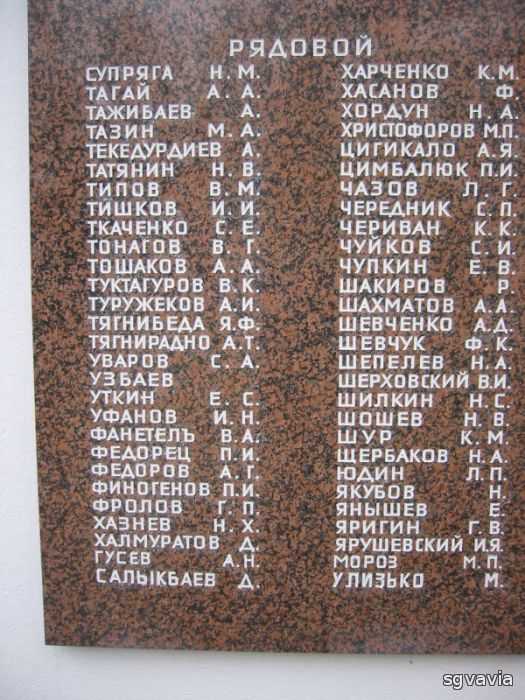 РЯДОВОЙ
СУПРЯГА Н. М.
ТАГАЙ А. А.
ТАЖИБАЕВ А.
ТАЗИН М. А.
ТЕКЕДУРДИЕВ А.
ТАТЯНИН Н. В.
ТИПОВ В. М.
ТИШКОВ И. И.
ТКАЧЕНКО С. Е.
ТОНАГОВ В. Г.
ТОШАКОВ А. А.
ТУКТАГУРОВ В. К.
ТУРУЖЕКОВ А. И.
ТЯГНИБЕДА Я. Ф.
ТЯГНИРАДНО А. Т.
УВАРОВ С. А.
УЗБАЕВ
УТКИН Е. С.
УФАНОВ И. Н.
ФАНЕТЕЛЪ В. А.
ФЕДОРЕЦ П. И.
ФЕДОРОВ А. Г.
ФИНОГЕНОВ П. И.
ФРОЛОВ Г. П.
ХАЗНЕВ Н. Х.
ХАЛМУРАТОВ Д.
ГУСЕВ А. Н.
САЛЫКБАЕВ Д.
ХАРЧЕНКО К. М.
ХАСАНОВ Ф.
ХОРДУН Н. А.
ХРИСТОФОРОВ М. П.
ЦИГИКАЛО А. Я.
ЦИМБАЛЮК П. И.
ЧАЗОВ Л. Г.
ЧЕРЕДНИК С. П.
ЧЕРИВАН К. К.
ЧУЙКОВ С. И.
ЧУПКИН Е. В.
ШАКИРОВ Р.
ШАХМАТОВ А. А.
ШЕВЧЕНКО А. Д.
ШЕВЧУК Ф. К.
ШЕПЕЛЕВ Н. А.
ШЕРХОВСКИЙ В. И.
ШИЛКИН Н. С.
ШОШЕВ Н. В.
ШУР К. М.
ЩЕРБАКОВ Н. А.
ЮДИН Л. П.
ЯКУБОВ Н.
ЯНЫШЕВ Е.
ЯРИГИН Г. В.
ЯРУШЕВСКИЙ И. Я.
МОРОЗ М. П.
УЛИЗЬКО М.
sgvavia